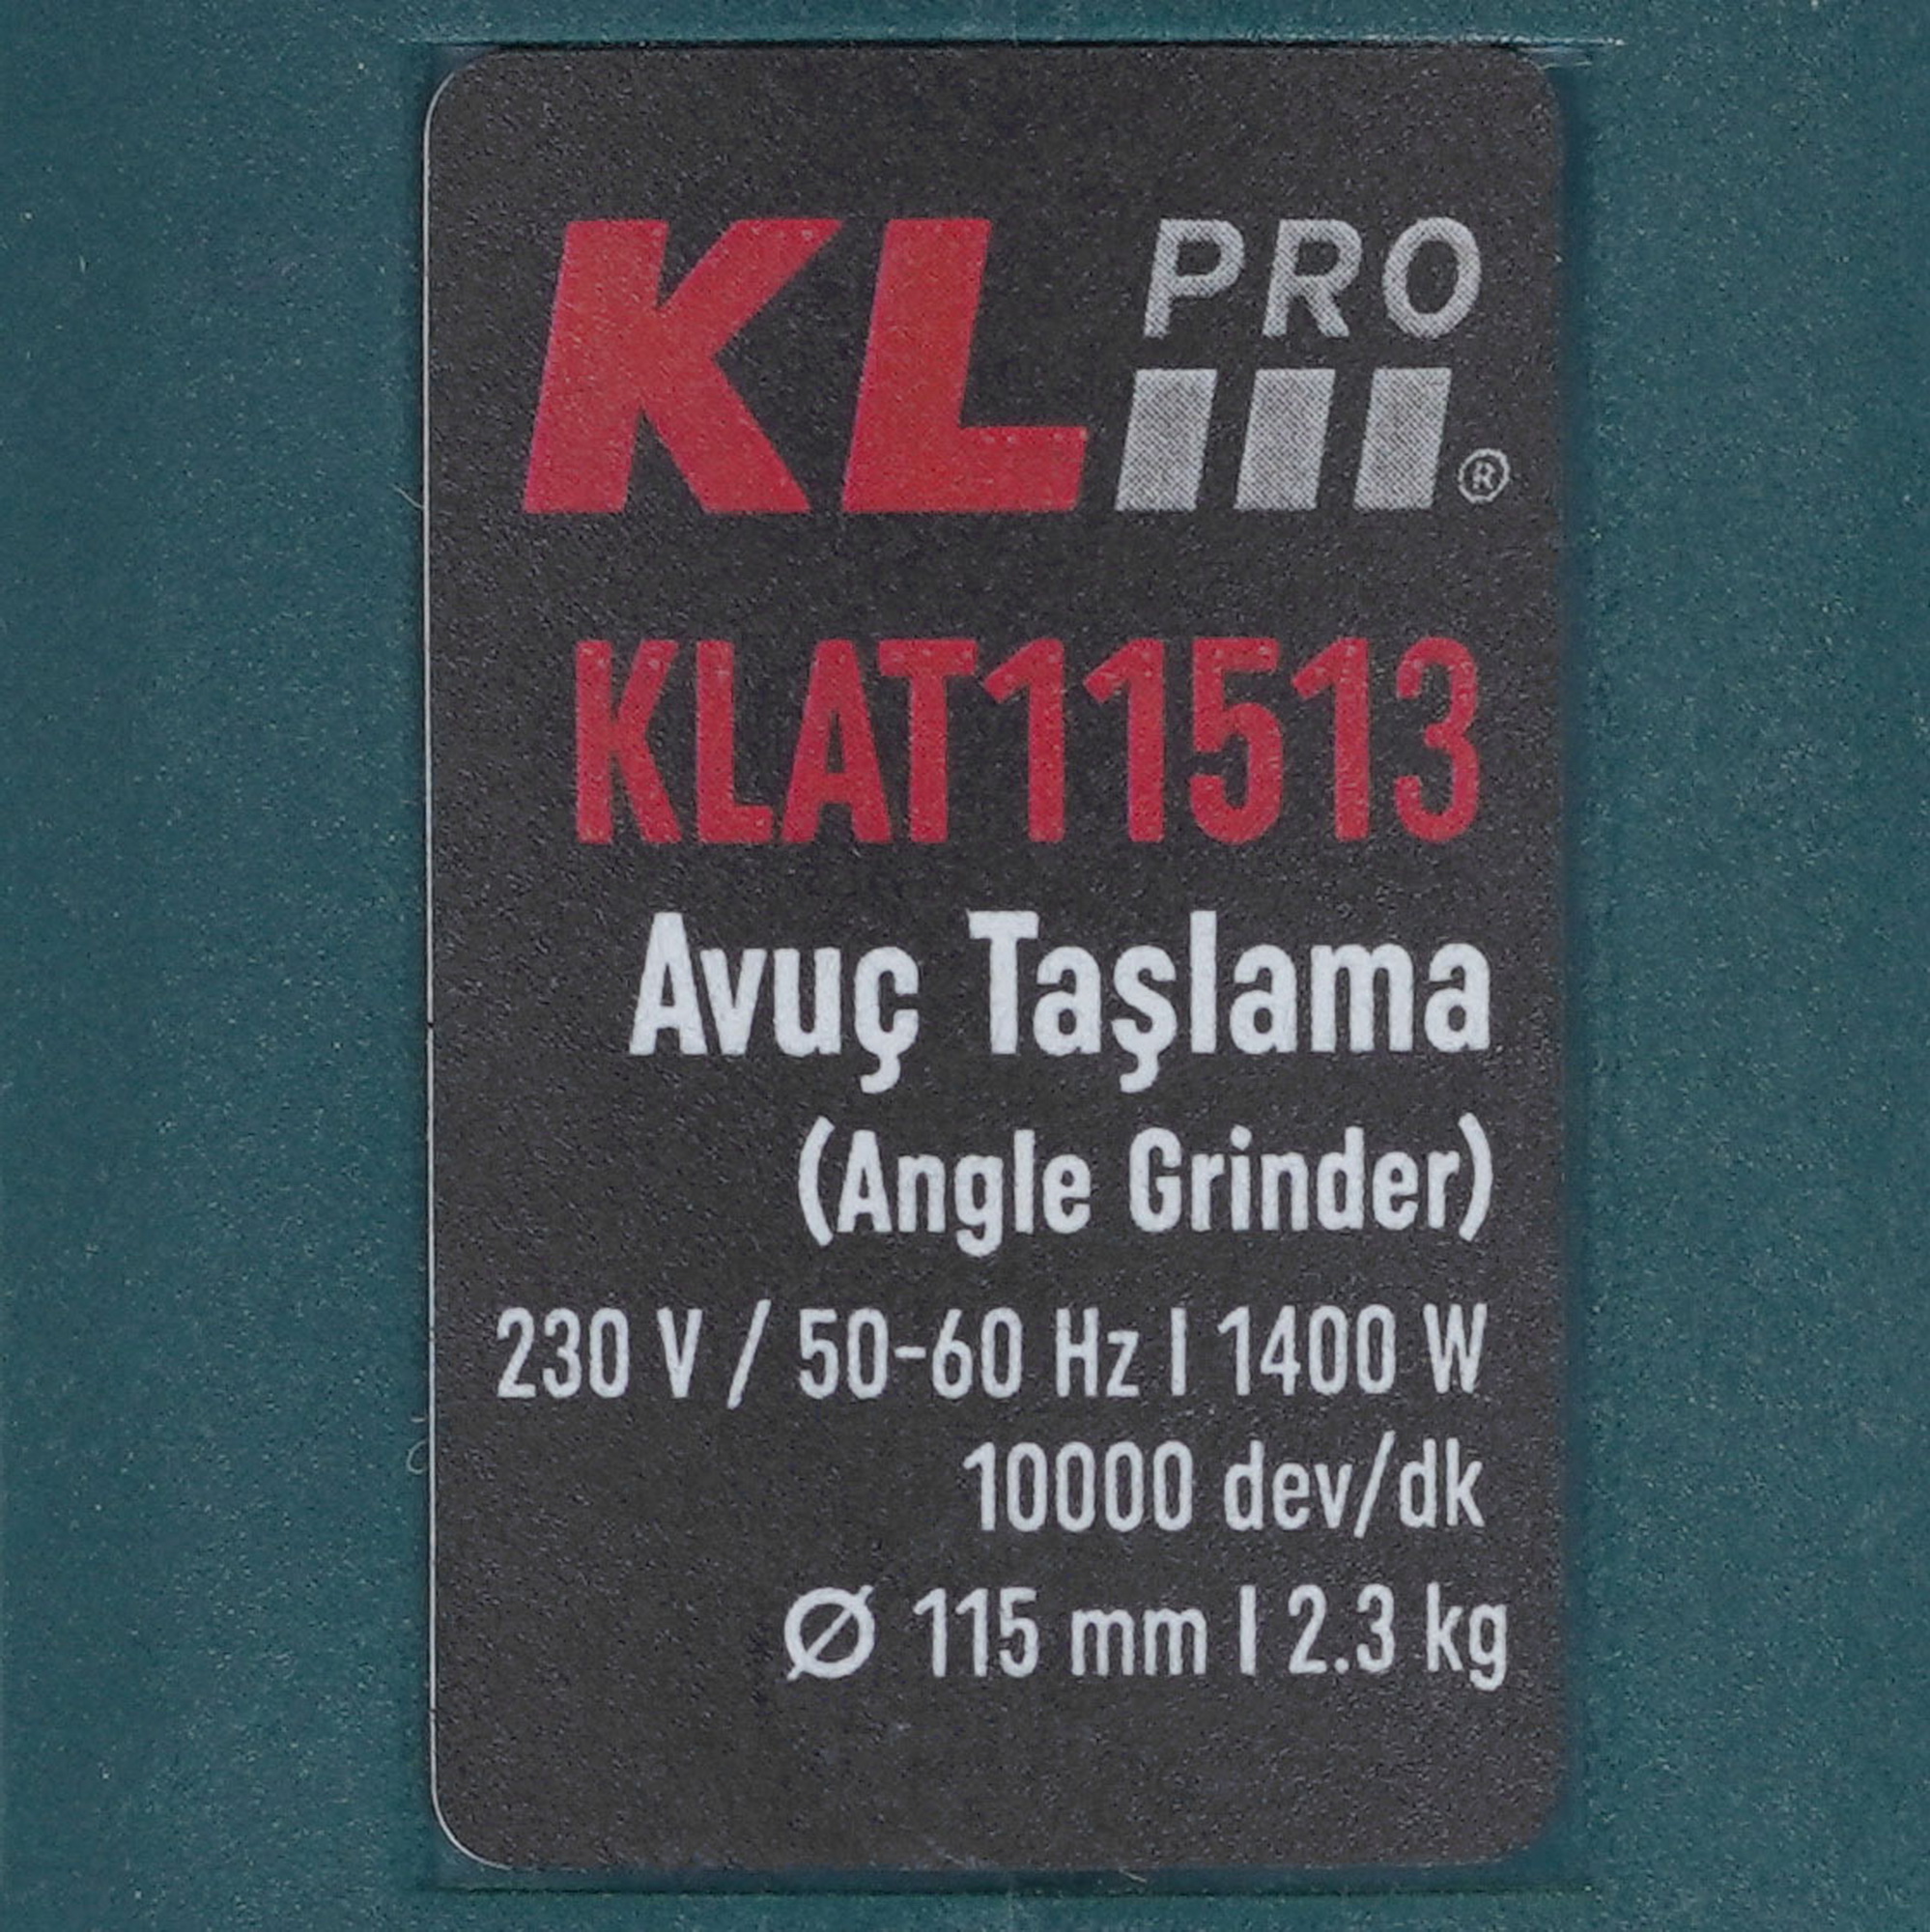 KL PRO ®
KLAT11513
Avuç Taşlama
(Angle Grinder)
230 V / 50-60 Hz I 1400 W
10000 dev/dk
Ø 115 mm I 2.3 kg